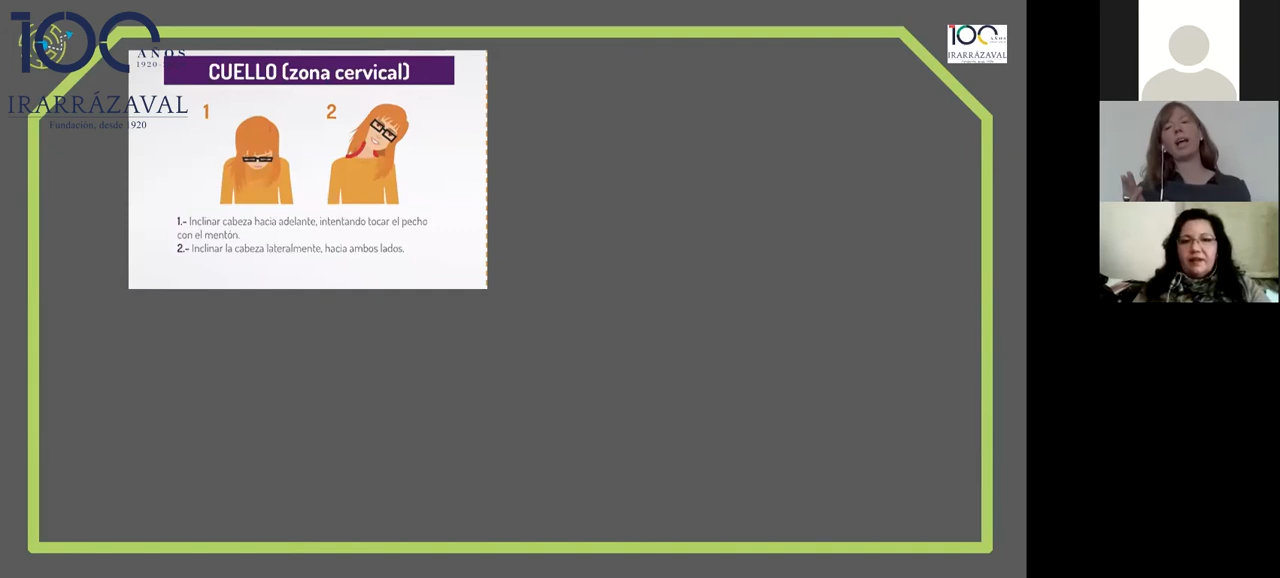 100
AÑOS
1920-
IRARRÁZAVAL
Fundación, desde 1920
CUELLO (zona cervical)
1
2
1.- Inclinar cabeza hacia adelante, intentando tocar el pecho
con el mentón.
2.- Inclinar la cabeza lateralmente, hacia ambos lados.
100
AÑOS
IRARRÁZAVAL